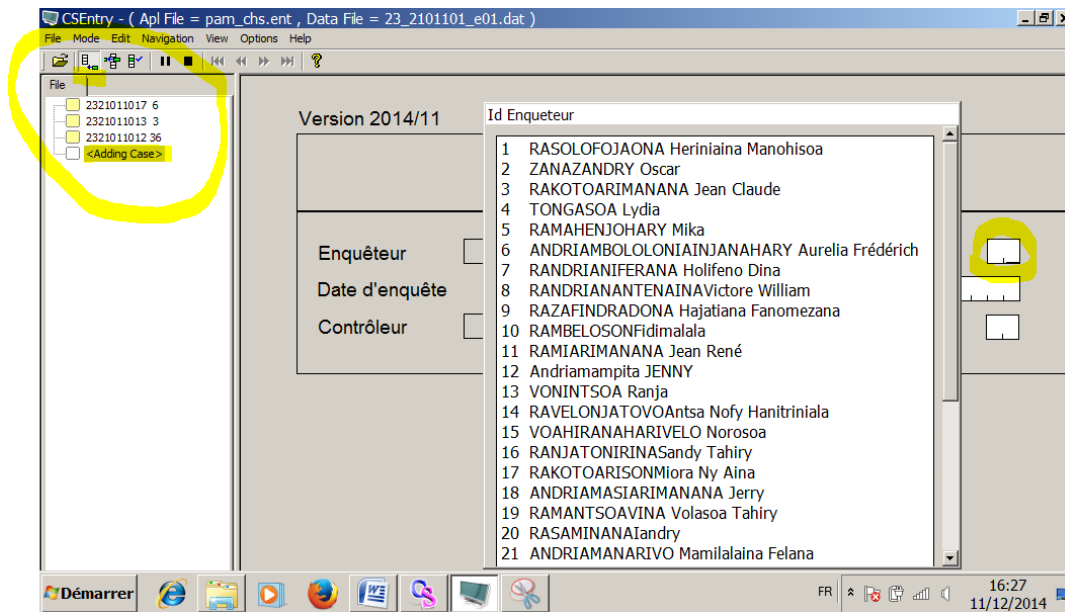 CSEntry - ( Apl File = pam_chs.ent , Data File = 23_2101101_e01.dat )
File Mode Edit Navigation View Options Help
File
2321011017 6
2321011013 3
2321011012 36
<Adding Case>
Version 2014/11
Enquêteur
Date d'enquête
Contrôleur
Id Enqueteur
1 RASOLOFOJAONA Heriniaina Manohisoa
2 ZANAZANDRY Oscar
3 RAKOTOARIMANANA Jean Claude
4 TONGASOA Lydia
5 RAMAHENJOHARY Mika
6 ANDRIAMBOLOLONIAINJANAHARY Aurelia Frédérich
7 RANDRIANIFERANA Holifeno Dina
8 RANDRIANANTENAINAVictore William
9 RAZAFINDRADONA Hajatiana Fanomezana
10 RAMBELOSONFidimalala
11 RAMIARIMANANA Jean René
12 Andriamampita JENNY
13 VONINTSOA Ranja
14 RAVELONJATOVOAntsa Nofy Hanitriniala
15 VOAHIRANAHARIVELO Norosoa
16 RANJATONIRINASandy Tahiry
17 RAKOTOARISONMiora Ny Aina
18 ANDRIAMASIARIMANANA Jerry
19 RAMANTSOAVINA Volasoa Tahiry
20 RASAMINANAIandry
21 ANDRIAMANARIVO Mamilalaina Felana
Démarrer
FR
16:27
11/12/2014